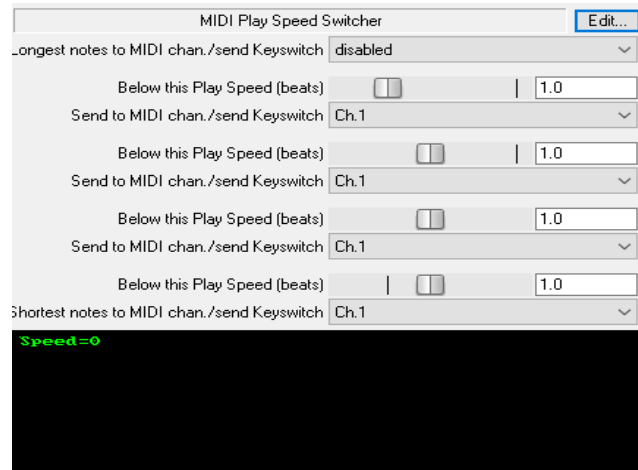 MIDI Play Speed Switcher Edit...
Longest notes to MIDI chan./send Keyswitch disabled
Below this Play Speed (beats) 1.0
Send to MIDI chan./send Keyswitch Ch.1
Below this Play Speed (beats) 1.0
Send to MIDI chan./send Keyswitch Ch.1
Below this Play Speed (beats) 1.0
Send to MIDI chan./send Keyswitch Ch.1
Below this Play Speed (beats) 1.0
Shortest notes to MIDI chan./send Keyswitch Ch.1
Speed=0